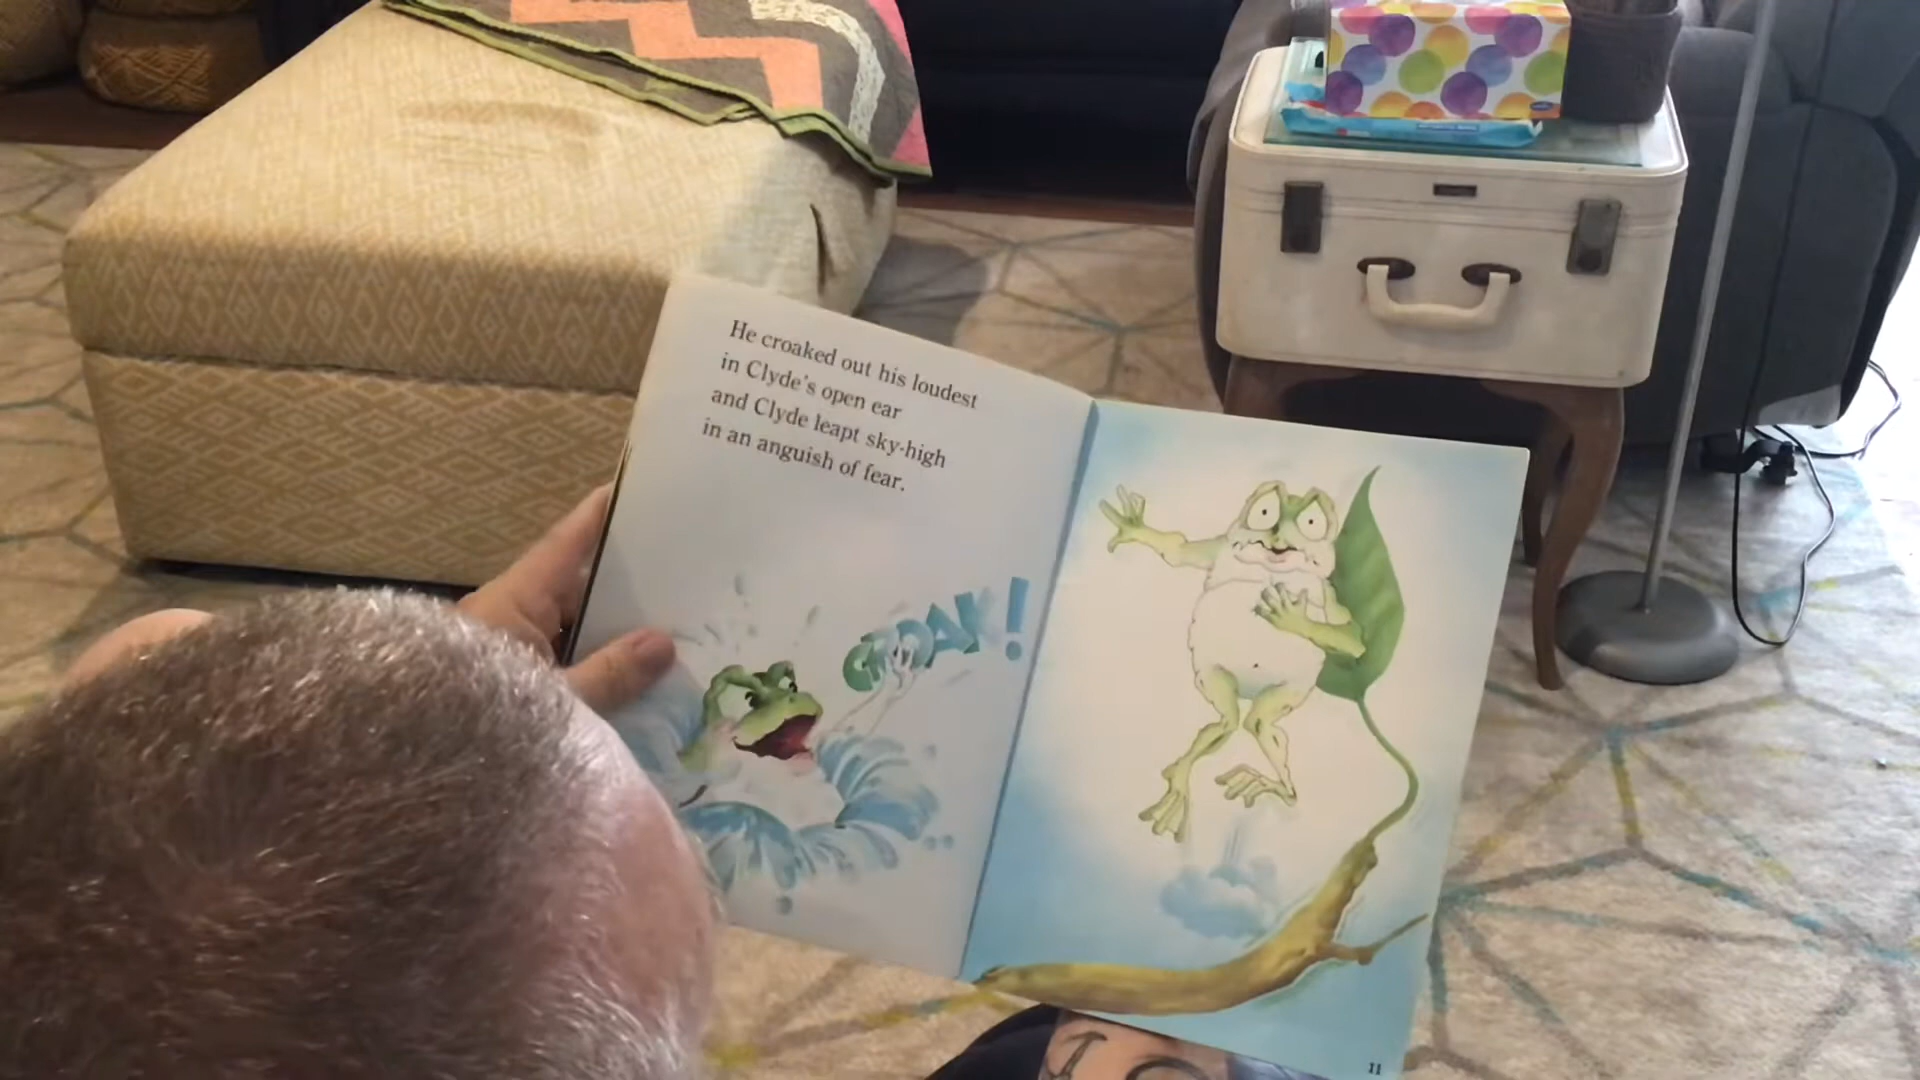 He croaked out his loudest
in Clyde's open ear
and Clyde leapt sky-high
in an anguish of fear.
CROAK!
11